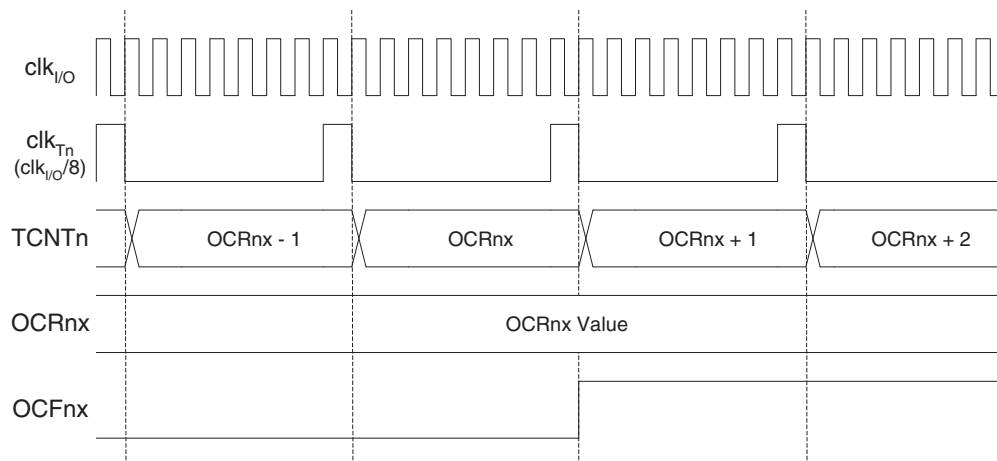 clkI/O
clkTn
(clkI/O/8)
TCNTn
OCRnx - 1
OCRnx
OCRnx + 1
OCRnx + 2
OCRnx
OCRnx Value
OCFnx